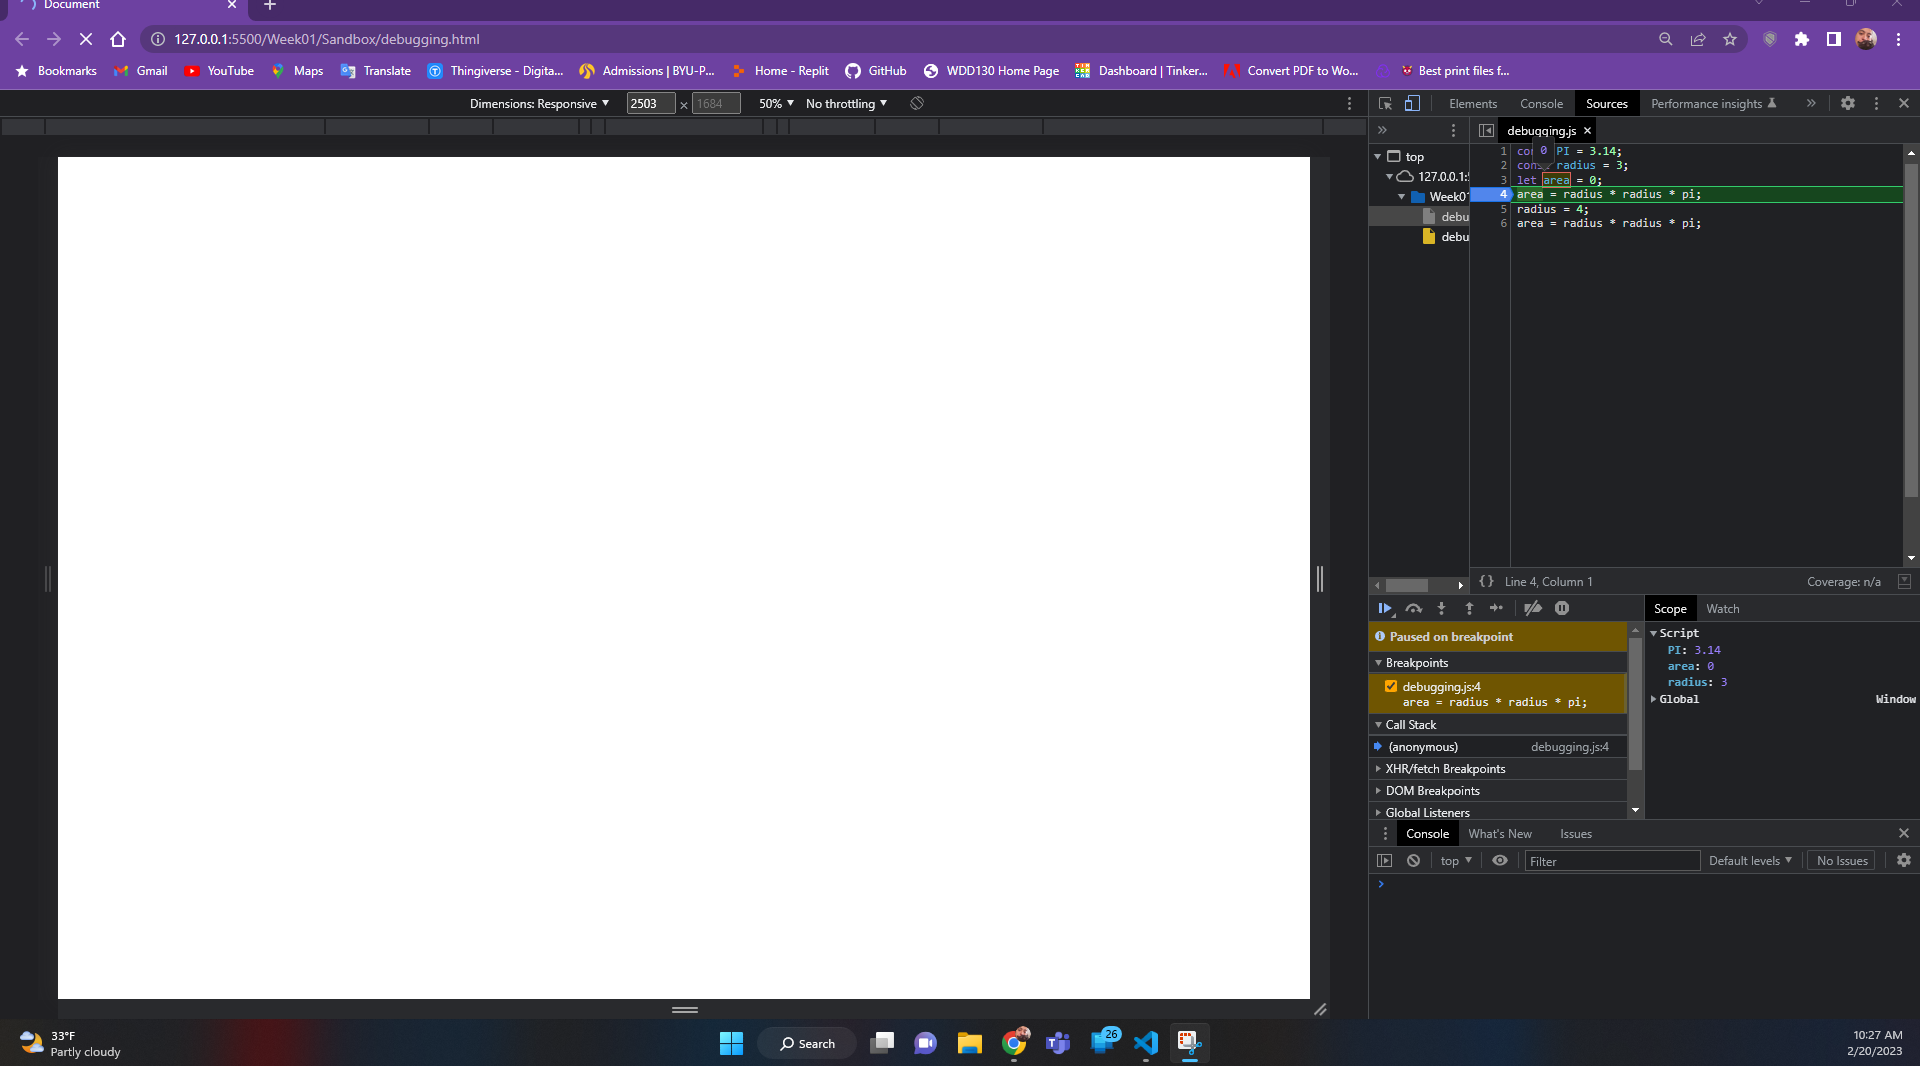 Document
127.0.0.1:5500/Week01/Sandbox/debugging.html
Bookmarks Gmail YouTube Maps Translate Thingiverse - Digita... Admissions | BYU-P... Home - Replit GitHub WDD130 Home Page Dashboard | Tinker... Convert PDF to Wo... Best print files f...
Dimensions: Responsive 2503 × 1684 50% No throttling
Elements Console Sources Performance insights
debugging.js
top
127.0.0.1:5
Week01
debu
debu
0
1 co PI = 3.14;
2 cons radius = 3;
3 let area = 0;
4 area = radius * radius * pi;
5 radius = 4;
6 area = radius * radius * pi;
{} Line 4, Column 1 Coverage: n/a
Scope Watch
Paused on breakpoint
Breakpoints
debugging.js:4
area = radius * radius * pi;
Call Stack
(anonymous) debugging.js:4
XHR/fetch Breakpoints
DOM Breakpoints
Global Listeners
Script
PI: 3.14
area: 0
radius: 3
Global Window
Console What's New Issues
top Filter Default levels No Issues
33°F
Partly cloudy
Search
26
10:27 AM
2/20/2023